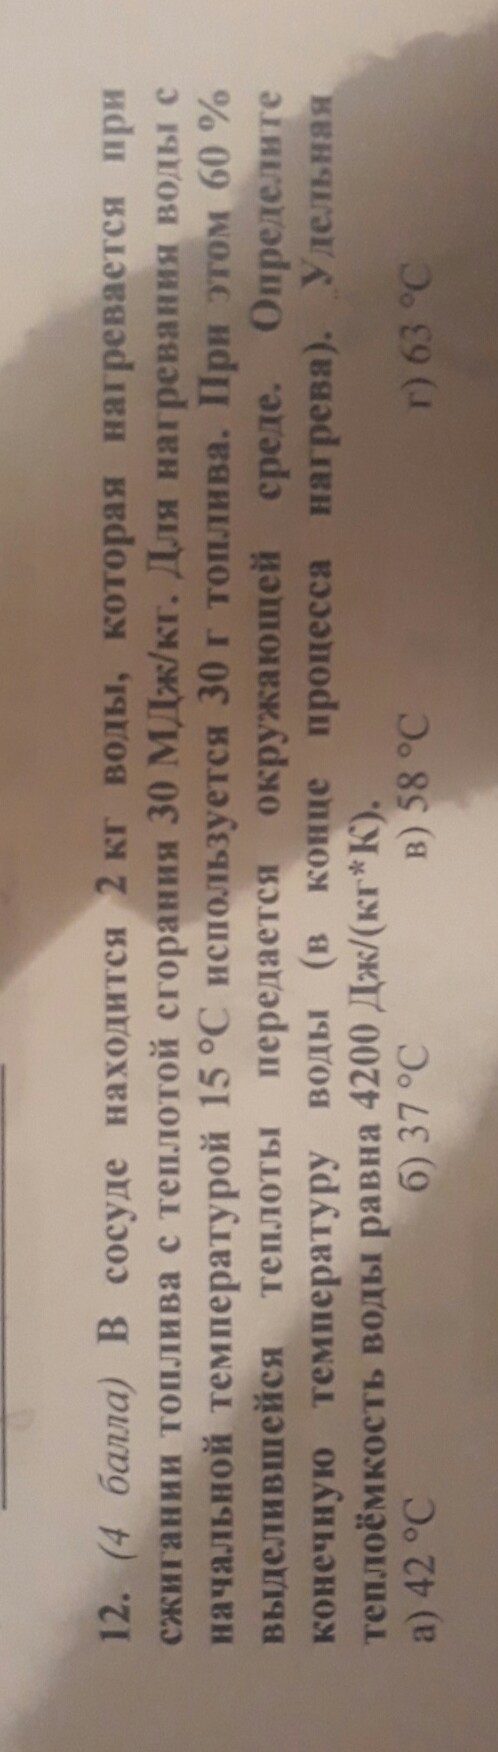 12. (4 балла) В сосуде находится 2 кг воды, которая нагревается при
сжигании топлива с теплотой сгорания 30 МДж/кг. Для нагревания воды с
начальной температурой 15 °С используется 30 г топлива. При этом 60 %
выделившейся теплоты передается окружающей среде. Определите
конечную температуру воды (в конце процесса нагрева). Удельная
теплоёмкость воды равна 4200 Дж/(кг*К).
а) 42 °С б) 37 °С в) 58 °С г) 63 °С